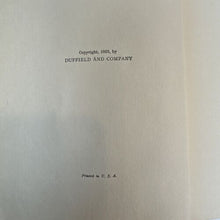 Copyright, 1925, by
DUFFIELD AND COMPANY
Printed in U. S. A.